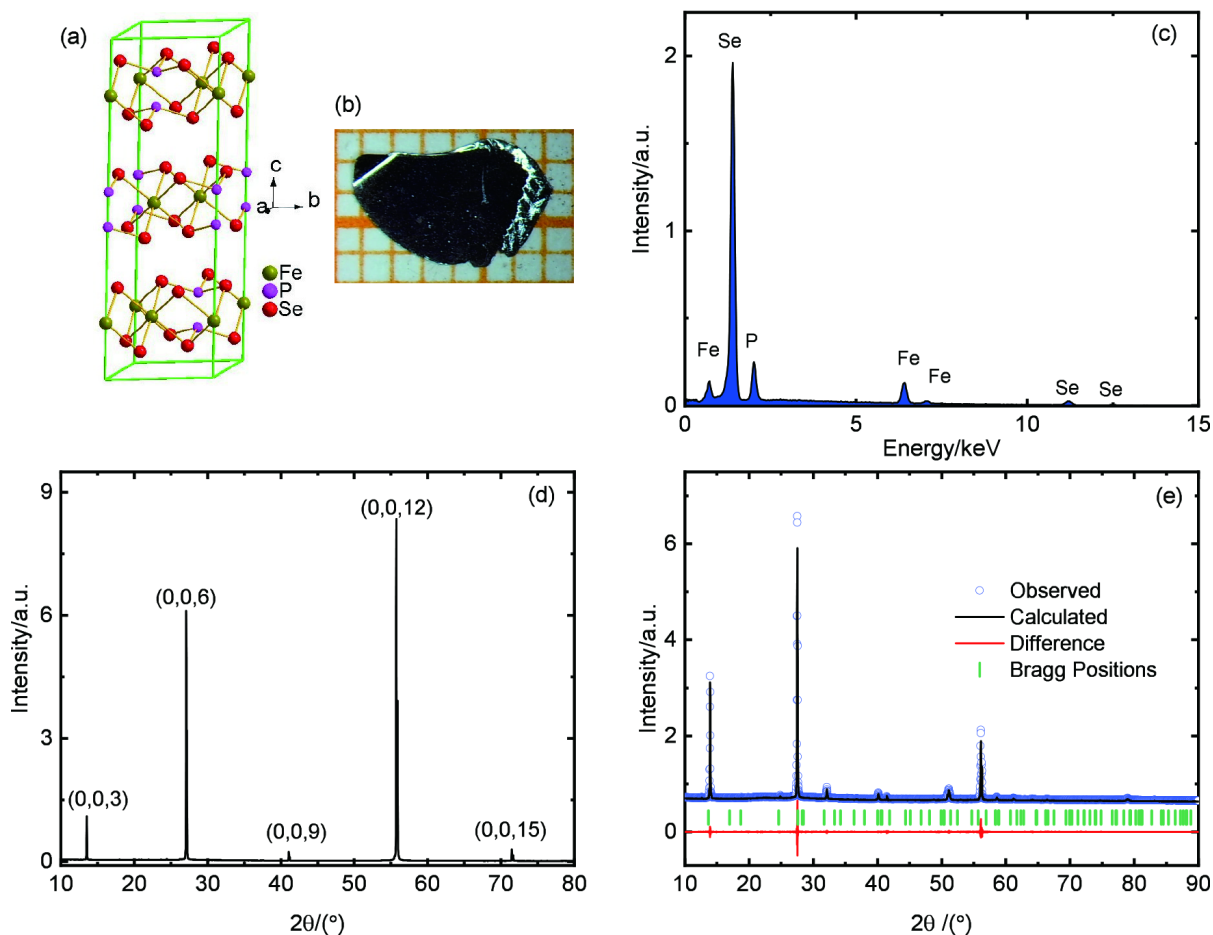 (a)
c
a
b
Fe
P
Se
(b)
(c)
2
1
0
Intensity/a.u.
Se
Fe
P
Fe
Fe
Se
Se
0
5
10
15
Energy/keV
(d)
9
6
3
0
Intensity/a.u.
(0,0,3)
(0,0,6)
(0,0,9)
(0,0,12)
(0,0,15)
10 20 30 40 50 60 70 80
2θ/(°)
(e)
6
4
2
0
Intensity/a.u.
Observed
Calculated
Difference
Bragg Positions
10 20 30 40 50 60 70 80 90
2θ /(°)